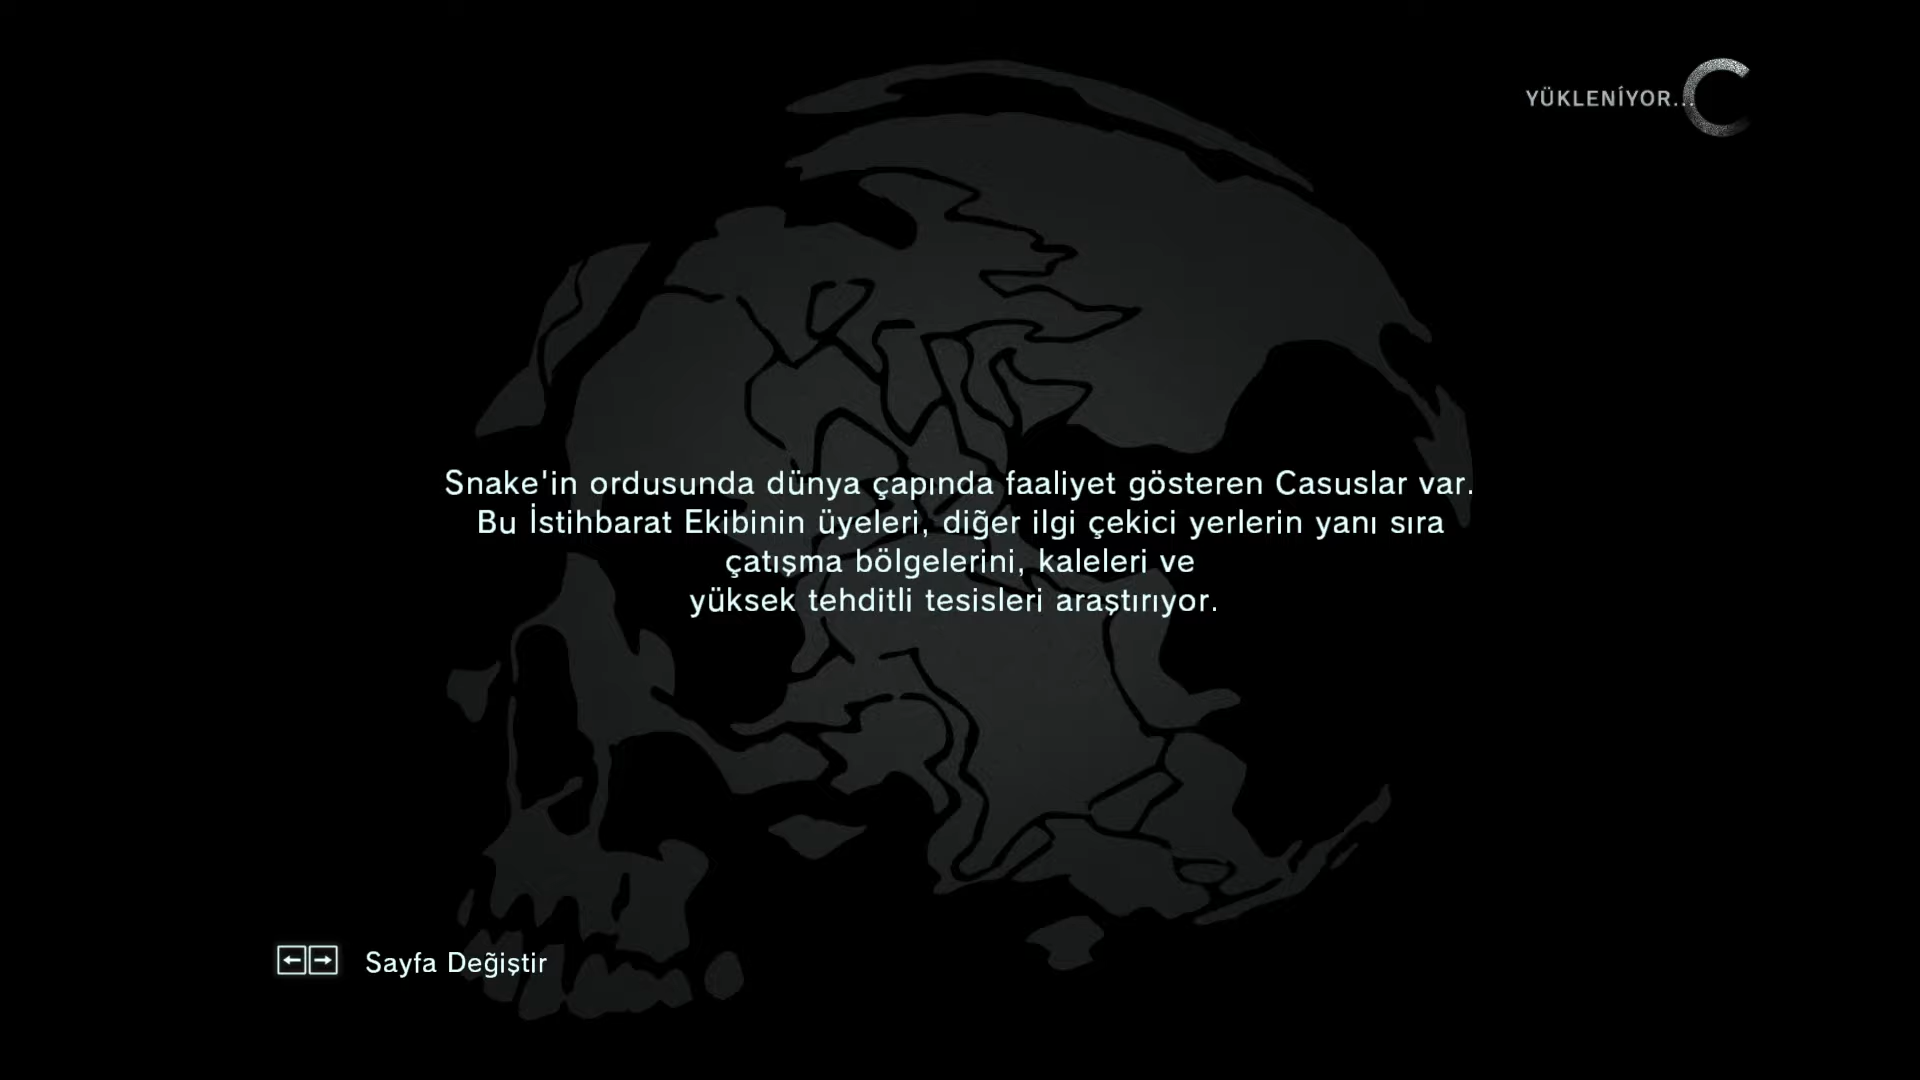 YÜKLENİYOR...
Snake'in ordusunda dünya çapında faaliyet gösteren Casuslar var.
Bu İstihbarat Ekibinin üyeleri, diğer ilgi çekici yerlerin yanı sıra
çatışma bölgelerini, kaleleri ve
yüksek tehditli tesisleri araştırıyor.
Sayfa Değiştir